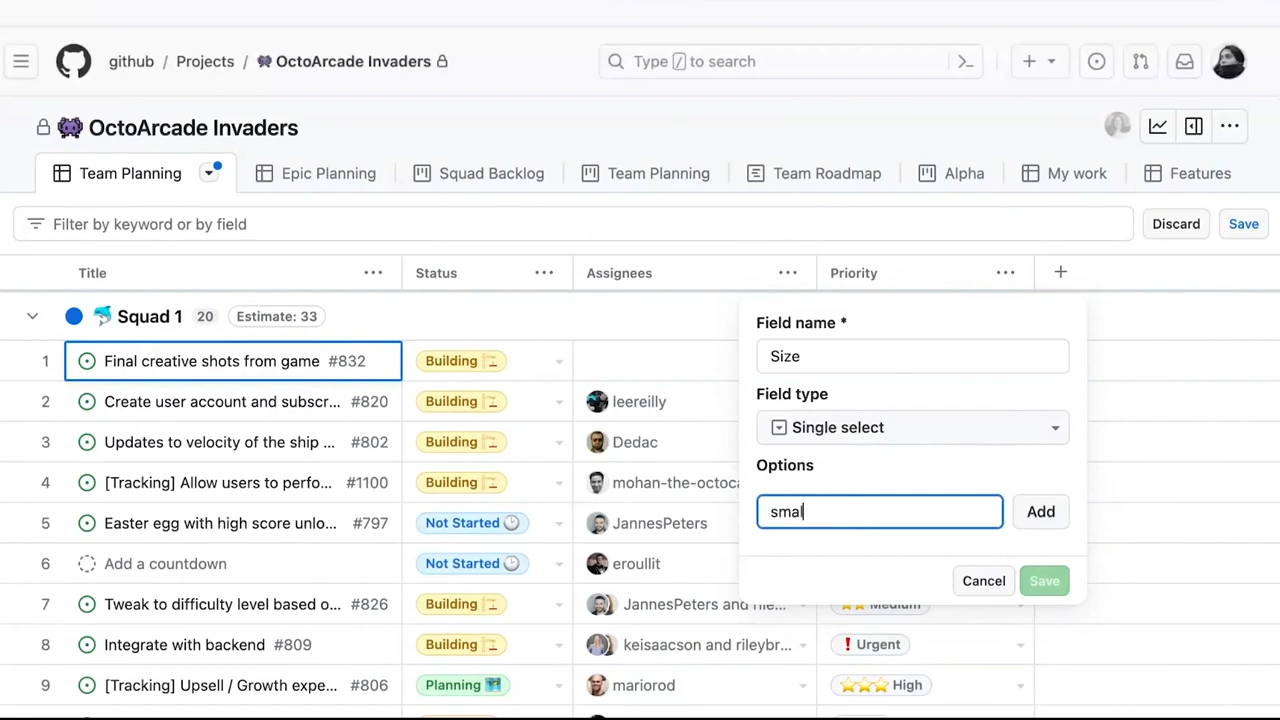 github / Projects / OctoArcade Invaders
Type / to search
OctoArcade Invaders
Team Planning
Epic Planning
Squad Backlog
Team Planning
Team Roadmap
Alpha
My work
Features
Filter by keyword or by field
Discard
Save
Title
Status
Assignees
Priority
Squad 1 20 Estimate: 33
1 Final creative shots from game #832 Building
2 Create user account and subscr... #820 Building leereilly
3 Updates to velocity of the ship ... #802 Building Dedac
4 [Tracking] Allow users to perfo... #1100 Building mohan-the-octoca
5 Easter egg with high score unlo... #797 Not Started JannesPeters
6 Add a countdown Not Started eroullit
7 Tweak to difficulty level based o... #826 Building JannesPeters and rile... Medium
8 Integrate with backend #809 Building keisaacson and rileybr... Urgent
9 [Tracking] Upsell / Growth expe... #806 Planning mariorod High
Field name *
Size
Field type
Single select
Options
smal
Add
Cancel
Save